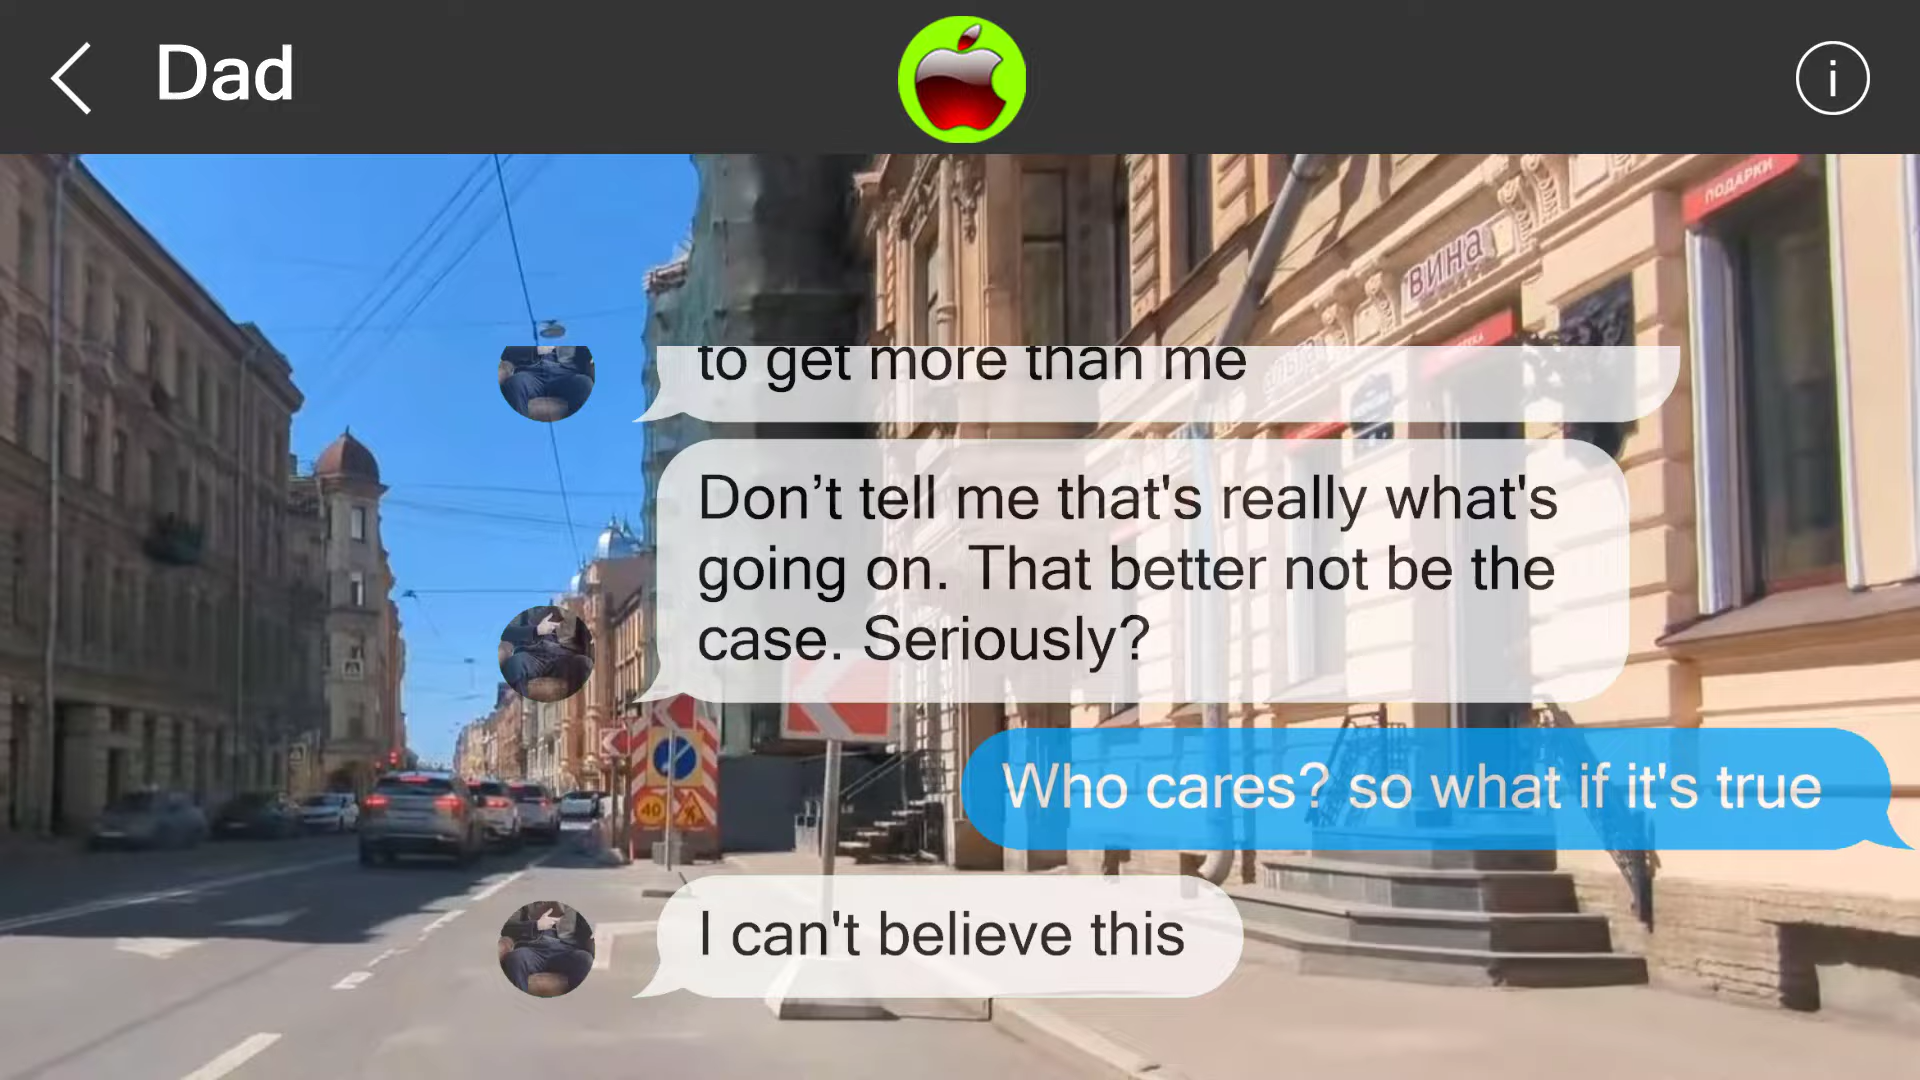 Dad
i
ПОДАРКИ
ВИНА
to get more than me
Don’t tell me that's really what's
going on. That better not be the
case. Seriously?
Who cares? so what if it's true
40
I can't believe this